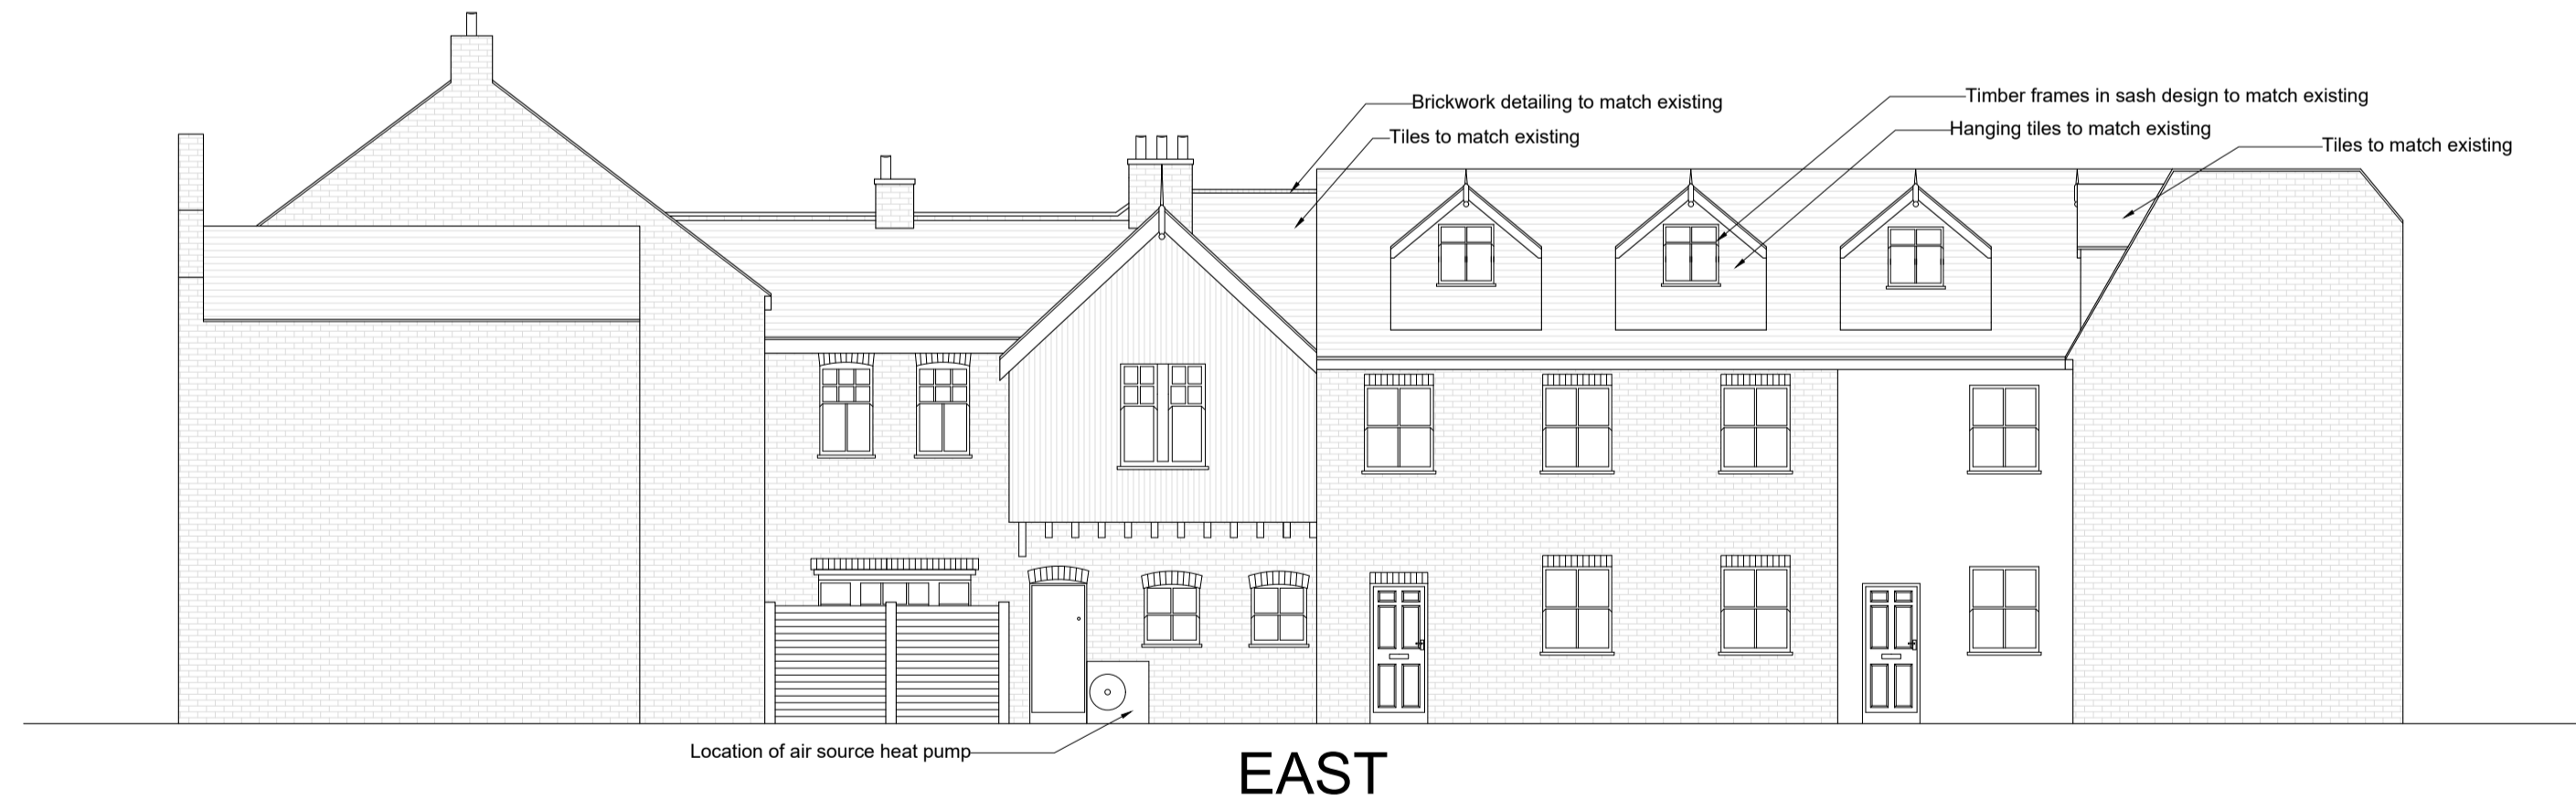 Brickwork detailing to match existing
Tiles to match existing
Timber frames in sash design to match existing
Hanging tiles to match existing
Tiles to match existing
Location of air source heat pump
EAST